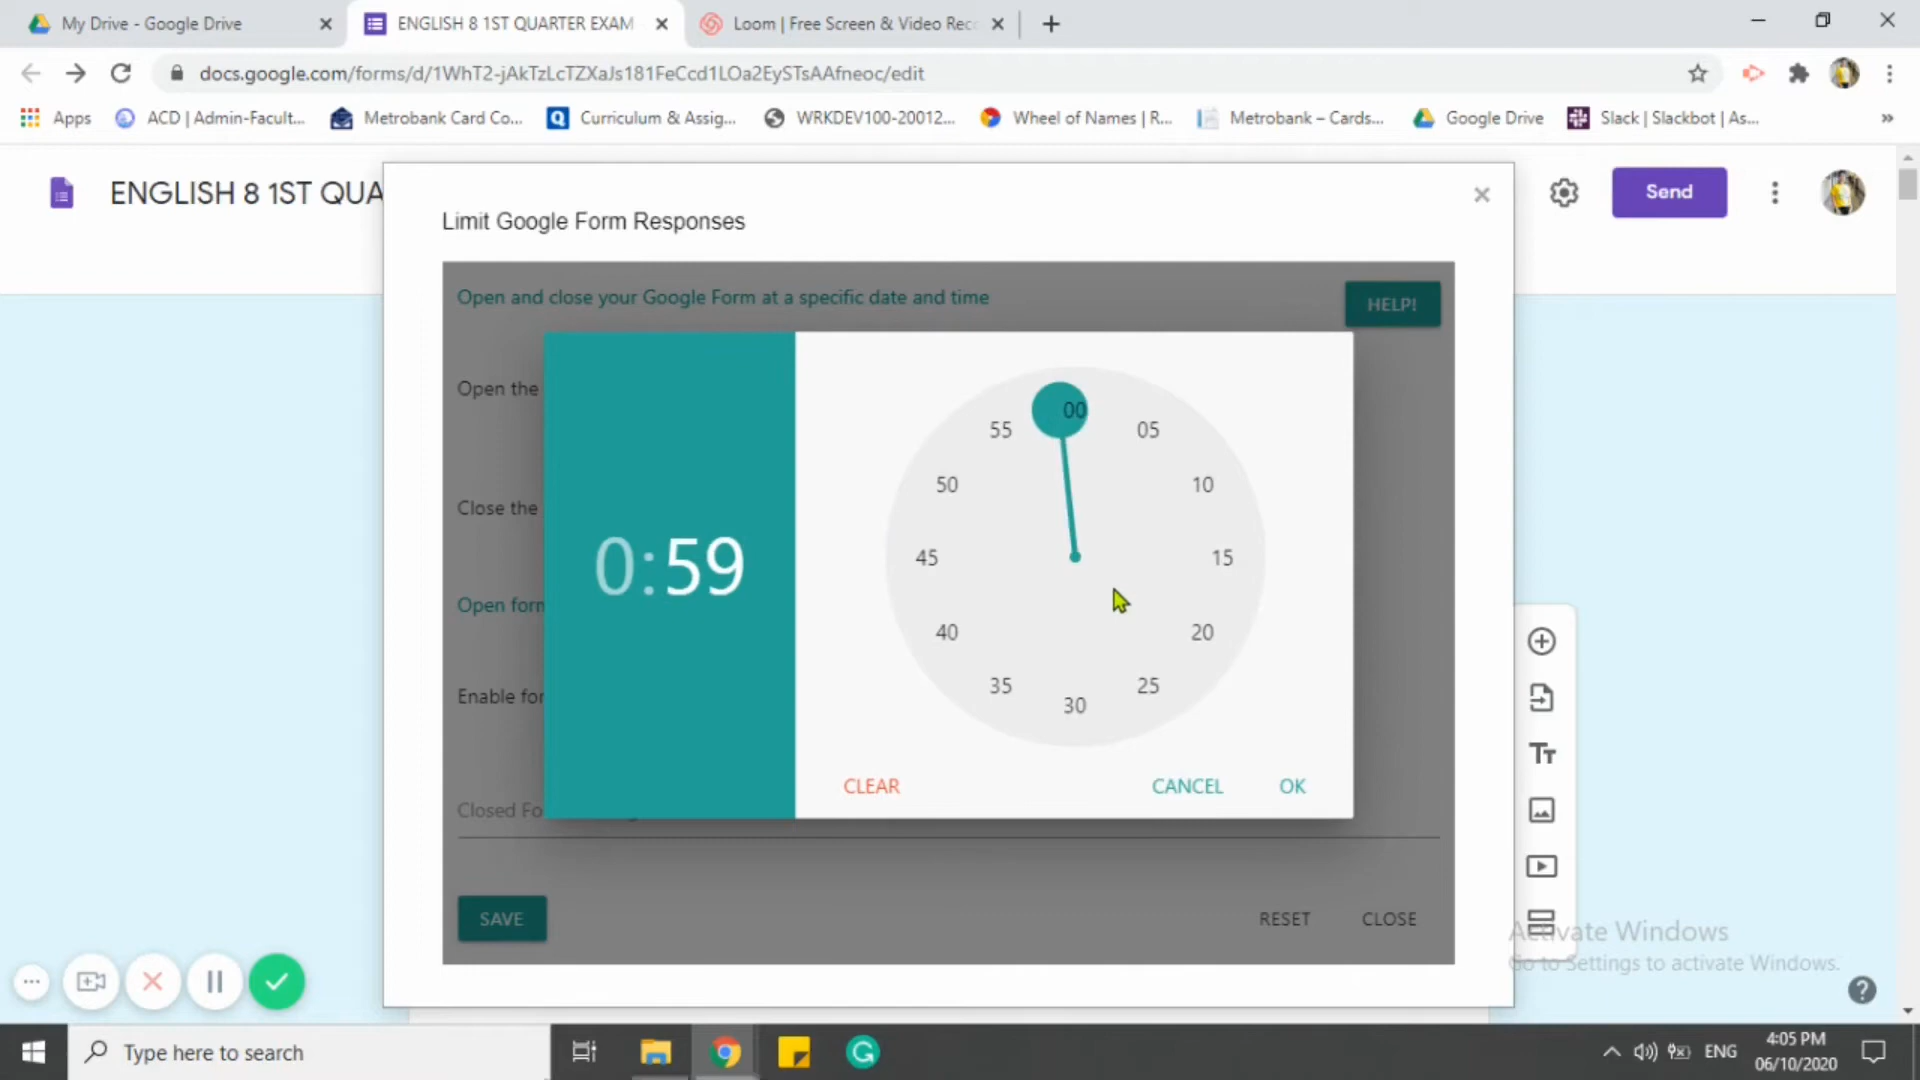 My Drive - Google Drive
ENGLISH 8 1ST QUARTER EXAM
Loom | Free Screen & Video Rec
docs.google.com/forms/d/1WhT2-jAkTzLcTZXaJs181FeCcd1LOa2EySTsAAfneoc/edit
Apps
ACD | Admin-Facult...
Metrobank Card Co...
Curriculum & Assig...
WRKDEV100-20012...
Wheel of Names | R...
Metrobank – Cards...
Google Drive
Slack | Slackbot | As...
»
ENGLISH 8 1ST QUA
Send
Limit Google Form Responses
Open and close your Google Form at a specific date and time
HELP!
Open the
Close the
Open form
Enable for
Closed Fo
0:59
00
05
10
15
20
25
30
35
40
45
50
55
CLEAR
CANCEL
OK
SAVE
RESET
CLOSE
Tт
Activate Windows
Go to Settings to activate Windows.
Type here to search
ENG
4:05 PM
06/10/2020